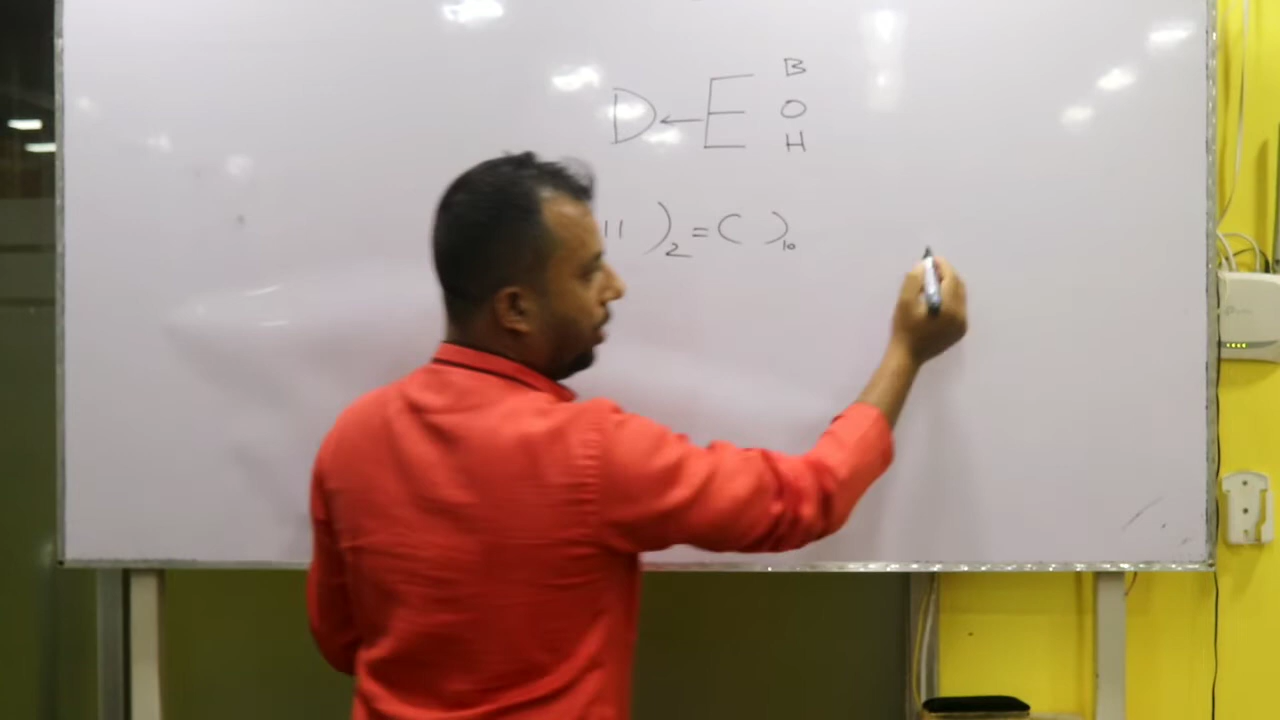 B
D ← E O
H
11 )₂ = ( )₁₀